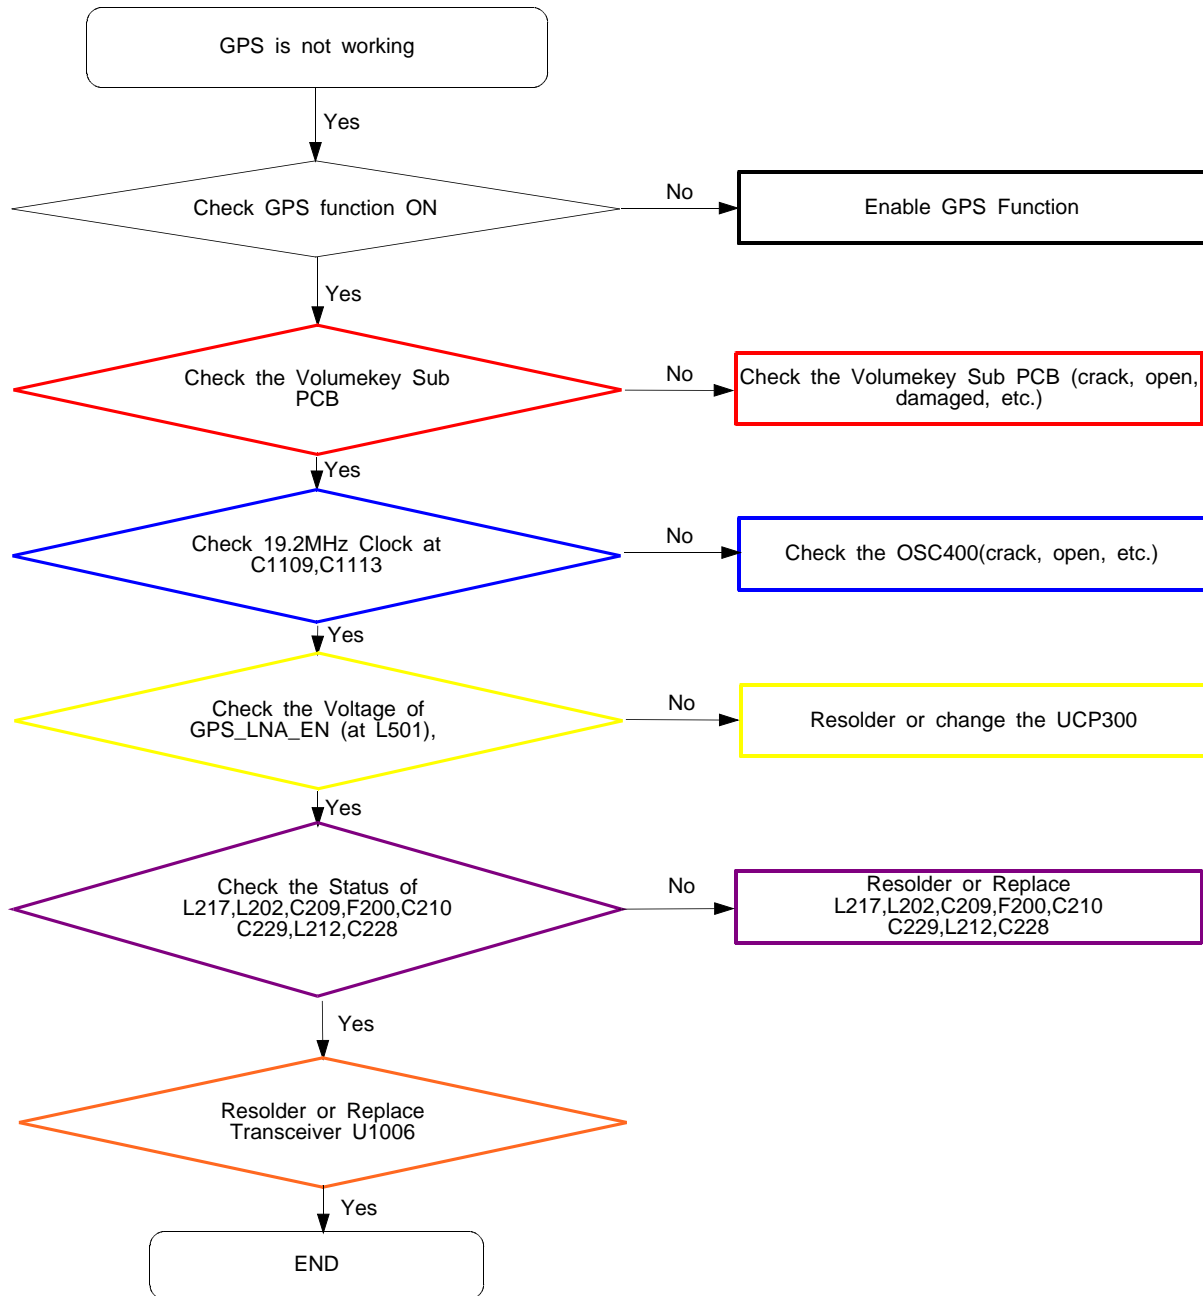 GPS is not working
Yes
Check GPS function ON
No
Enable GPS Function
Yes
Check the Volumekey Sub
PCB
No
Check the Volumekey Sub PCB (crack, open,
damaged, etc.)
Yes
Check 19.2MHz Clock at
C1109,C1113
No
Check the OSC400(crack, open, etc.)
Yes
Check the Voltage of
GPS_LNA_EN (at L501),
No
Resolder or change the UCP300
Yes
Check the Status of
L217,L202,C209,F200,C210
C229,L212,C228
No
Resolder or Replace
L217,L202,C209,F200,C210
C229,L212,C228
Yes
Resolder or Replace
Transceiver U1006
Yes
END